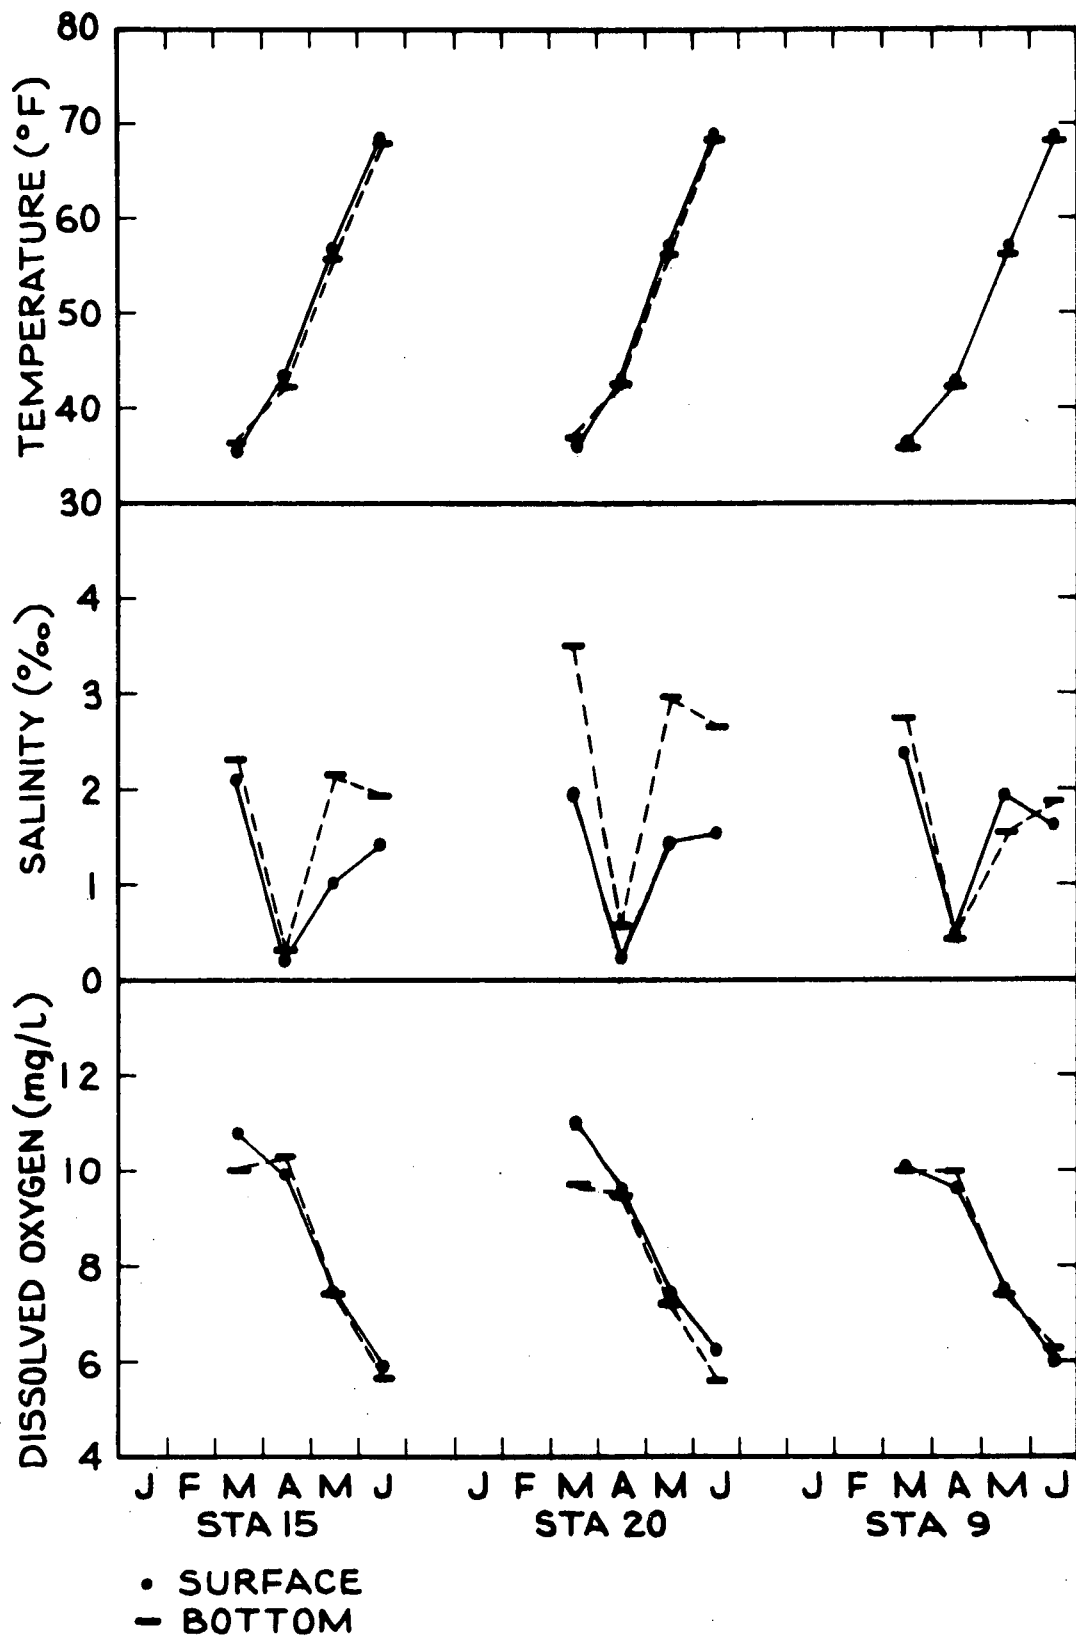 TEMPERATURE (°F)
80
70
60
50
40
30
SALINITY (‰)
4
3
2
1
0
DISSOLVED OXYGEN (mg/l)
12
10
8
6
4
J F M A M J J F M A M J J F M A M J
STA 15 STA 20 STA 9
• SURFACE
– BOTTOM